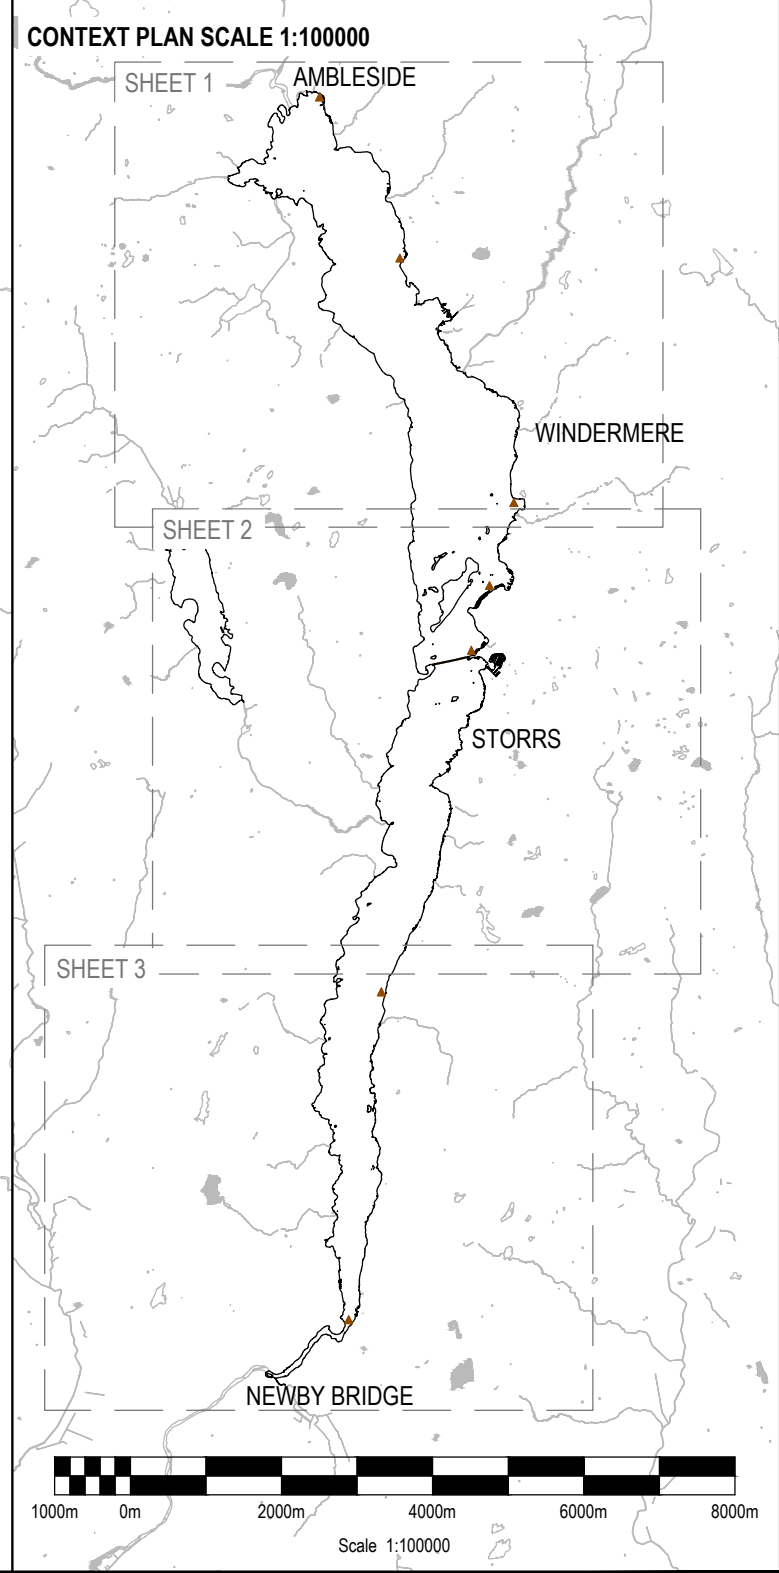 CONTEXT PLAN SCALE 1:100000
AMBLESIDE
SHEET 1
WINDERMERE
SHEET 2
STORRS
SHEET 3
NEWBY BRIDGE
1000m 0m 2000m 4000m 6000m 8000m
Scale 1:100000